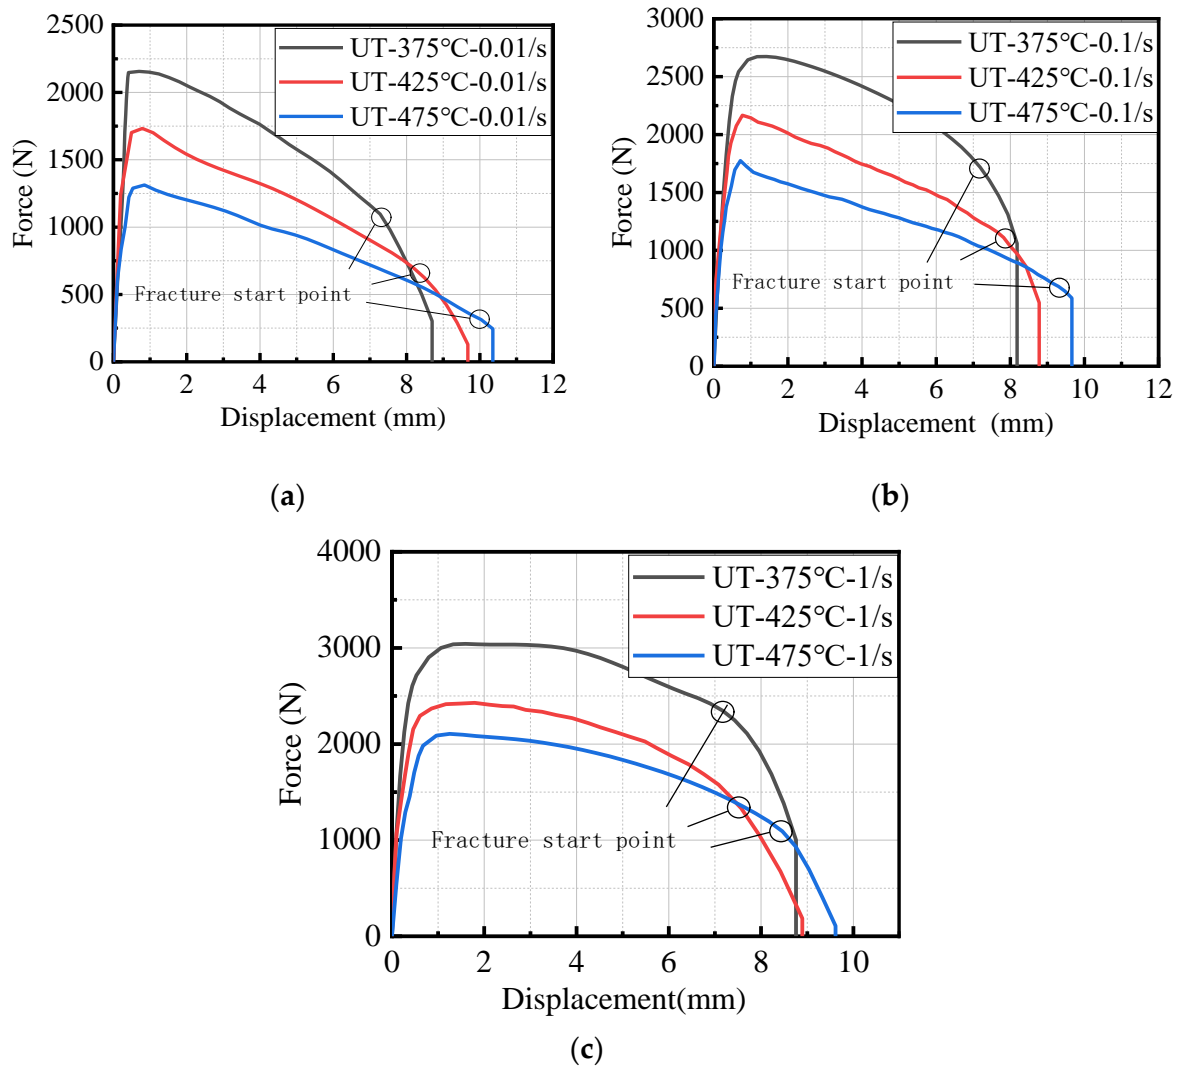 2500
2000
1500
1000
500
0
Force (N)
UT-375℃-0.01/s
UT-425℃-0.01/s
UT-475℃-0.01/s
Fracture start point
0 2 4 6 8 10 12
Displacement (mm)
(a)
3000
2500
2000
1500
1000
500
0
Force (N)
UT-375℃-0.1/s
UT-425℃-0.1/s
UT-475℃-0.1/s
Fracture start point
0 2 4 6 8 10 12
Displacement (mm)
(b)
4000
3000
2000
1000
0
Force (N)
UT-375℃-1/s
UT-425℃-1/s
UT-475℃-1/s
Fracture start point
0 2 4 6 8 10
Displacement(mm)
(c)